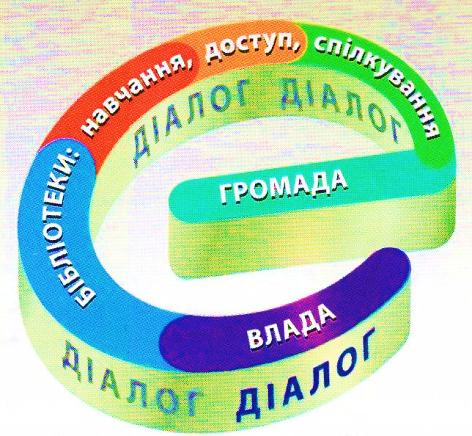 БІБЛІОТЕКИ: навчання, доступ, спілкування
ДІАЛОГ ДІАЛОГ
ГРОМАДА
ВЛАДА
ДІАЛОГ ДІАЛОГ